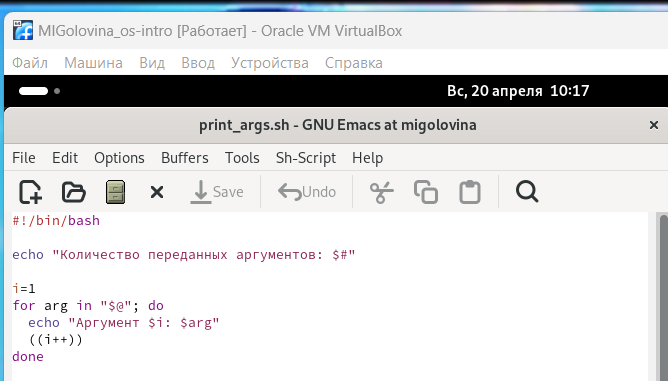 MIGolovina_os-intro [Работает] - Oracle VM VirtualBox
Файл Машина Вид Ввод Устройства Справка
Вс, 20 апреля 10:17
print_args.sh - GNU Emacs at migolovina
File Edit Options Buffers Tools Sh-Script Help
Save Undo
#!/bin/bash
echo "Количество переданных аргументов: $#"
i=1
for arg in "$@"; do
echo "Аргумент $i: $arg"
((i++))
done